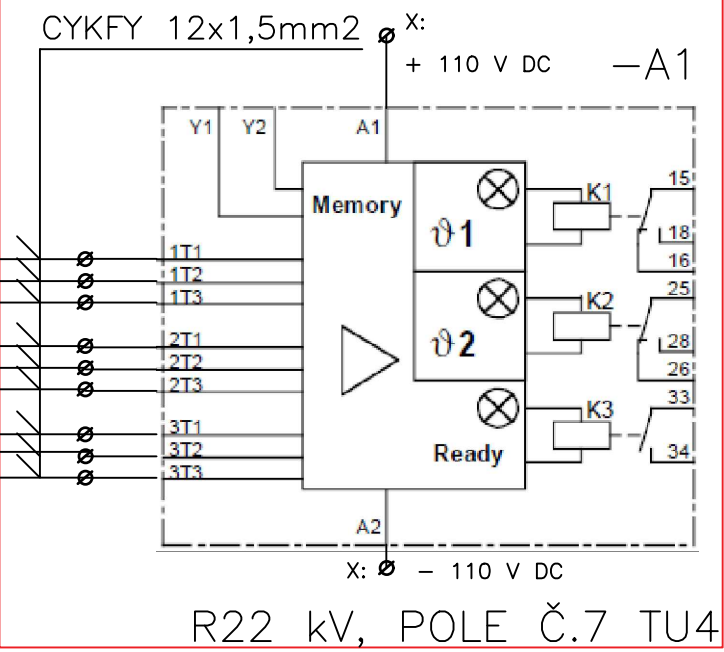 CYKFY 12x1,5mm2
X:
+ 110 V DC
-A1
Y1 Y2 A1
Memory
ϑ1
K1
15
18
16
1T1
1T2
1T3
ϑ2
K2
25
28
26
2T1
2T2
2T3
K3
33
34
Ready
3T1
3T2
3T3
A2
X: - 110 V DC
R22 kV, POLE Č.7 TU4